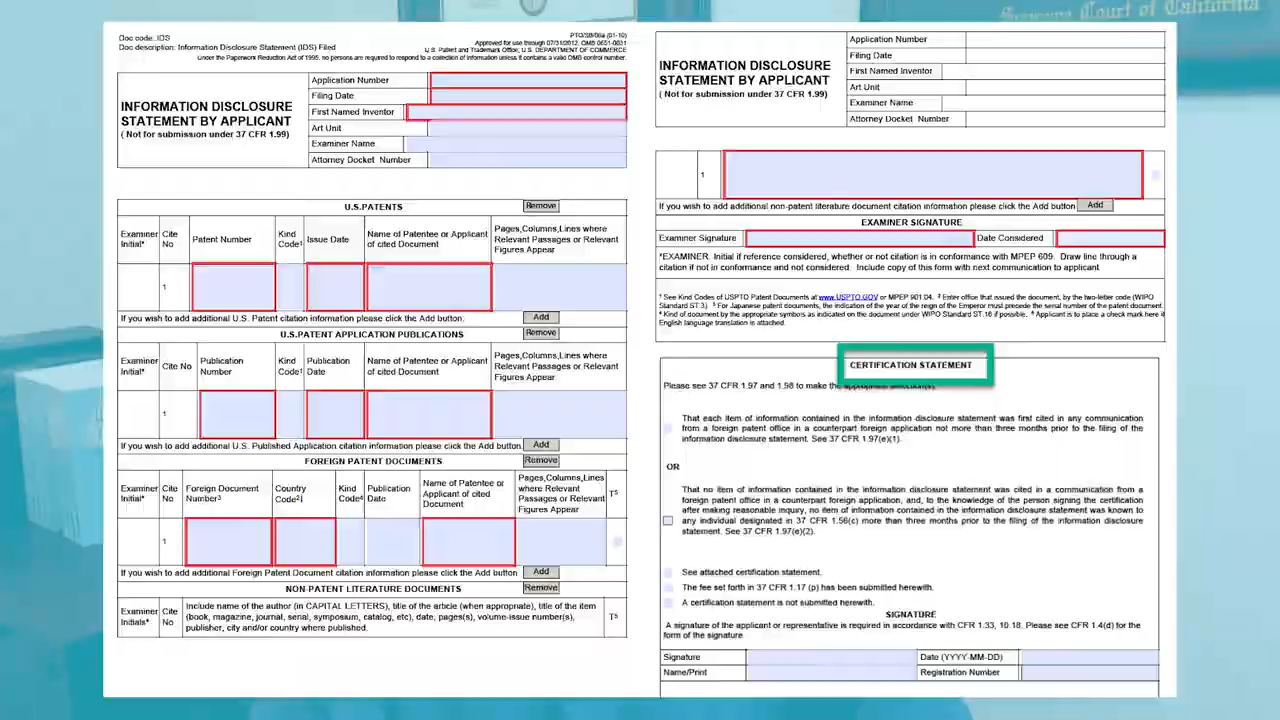 Supreme Court of California
Doc code: IDS
Doc description: Information Disclosure Statement (IDS) Filed
PTO/SB/08a (01-10)
Approved for use through 07/31/2012. OMB 0651-0031
U.S. Patent and Trademark Office; U.S. DEPARTMENT OF COMMERCE
Under the Paperwork Reduction Act of 1995, no persons are required to respond to a collection of information unless it contains a valid OMB control number.
INFORMATION DISCLOSURE
STATEMENT BY APPLICANT
( Not for submission under 37 CFR 1.99)
Application Number
Filing Date
First Named Inventor
Art Unit
Examiner Name
Attorney Docket Number
U.S.PATENTS
Remove
Examiner Initial*
Cite No
Patent Number
Kind Code1
Issue Date
Name of Patentee or Applicant of cited Document
Pages,Columns,Lines where Relevant Passages or Relevant Figures Appear
1
If you wish to add additional U.S. Patent citation information please click the Add button.
Add
U.S.PATENT APPLICATION PUBLICATIONS
Remove
Examiner Initial*
Cite No
Publication Number
Kind Code1
Publication Date
Name of Patentee or Applicant of cited Document
Pages,Columns,Lines where Relevant Passages or Relevant Figures Appear
1
If you wish to add additional U.S. Published Application citation information please click the Add button.
Add
FOREIGN PATENT DOCUMENTS
Remove
Examiner Initial*
Cite No
Foreign Document Number3
Country Code2i
Kind Code4
Publication Date
Name of Patentee or Applicant of cited Document
Pages,Columns,Lines where Relevant Passages or Relevant Figures Appear
T5
1
If you wish to add additional Foreign Patent Document citation information please click the Add button
Add
NON-PATENT LITERATURE DOCUMENTS
Remove
Examiner Initials*
Cite No
Include name of the author (in CAPITAL LETTERS), title of the article (when appropriate), title of the item
(book, magazine, journal, serial, symposium, catalog, etc), date, pages(s), volume-issue number(s),
publisher, city and/or country where published.
T5
INFORMATION DISCLOSURE
STATEMENT BY APPLICANT
( Not for submission under 37 CFR 1.99)
Application Number
Filing Date
First Named Inventor
Art Unit
Examiner Name
Attorney Docket Number
1
If you wish to add additional non-patent literature document citation information please click the Add button
Add
EXAMINER SIGNATURE
Examiner Signature
Date Considered
*EXAMINER: Initial if reference considered, whether or not citation is in conformance with MPEP 609. Draw line through a
citation if not in conformance and not considered. Include copy of this form with next communication to applicant.
1 See Kind Codes of USPTO Patent Documents at www.USPTO.GOV or MPEP 901.04. 2 Enter office that issued the document, by the two-letter code (WIPO
Standard ST.3). 3 For Japanese patent documents, the indication of the year of the reign of the Emperor must precede the serial number of the patent document.
4 Kind of document by the appropriate symbols as indicated on the document under WIPO Standard ST.16 if possible. 5 Applicant is to place a check mark here if
English language translation is attached.
CERTIFICATION STATEMENT
Please see 37 CFR 1.97 and 1.98 to make the appropriate selection(s):
That each item of information contained in the information disclosure statement was first cited in any communication
from a foreign patent office in a counterpart foreign application not more than three months prior to the filing of the
information disclosure statement. See 37 CFR 1.97(e)(1).
OR
That no item of information contained in the information disclosure statement was cited in a communication from a
foreign patent office in a counterpart foreign application, and, to the knowledge of the person signing the certification
after making reasonable inquiry, no item of information contained in the information disclosure statement was known to
any individual designated in 37 CFR 1.56(c) more than three months prior to the filing of the information disclosure
statement. See 37 CFR 1.97(e)(2).
See attached certification statement.
The fee set forth in 37 CFR 1.17 (p) has been submitted herewith.
A certification statement is not submitted herewith.
SIGNATURE
A signature of the applicant or representative is required in accordance with CFR 1.33, 10.18. Please see CFR 1.4(d) for the
form of the signature.
Signature
Date (YYYY-MM-DD)
Name/Print
Registration Number